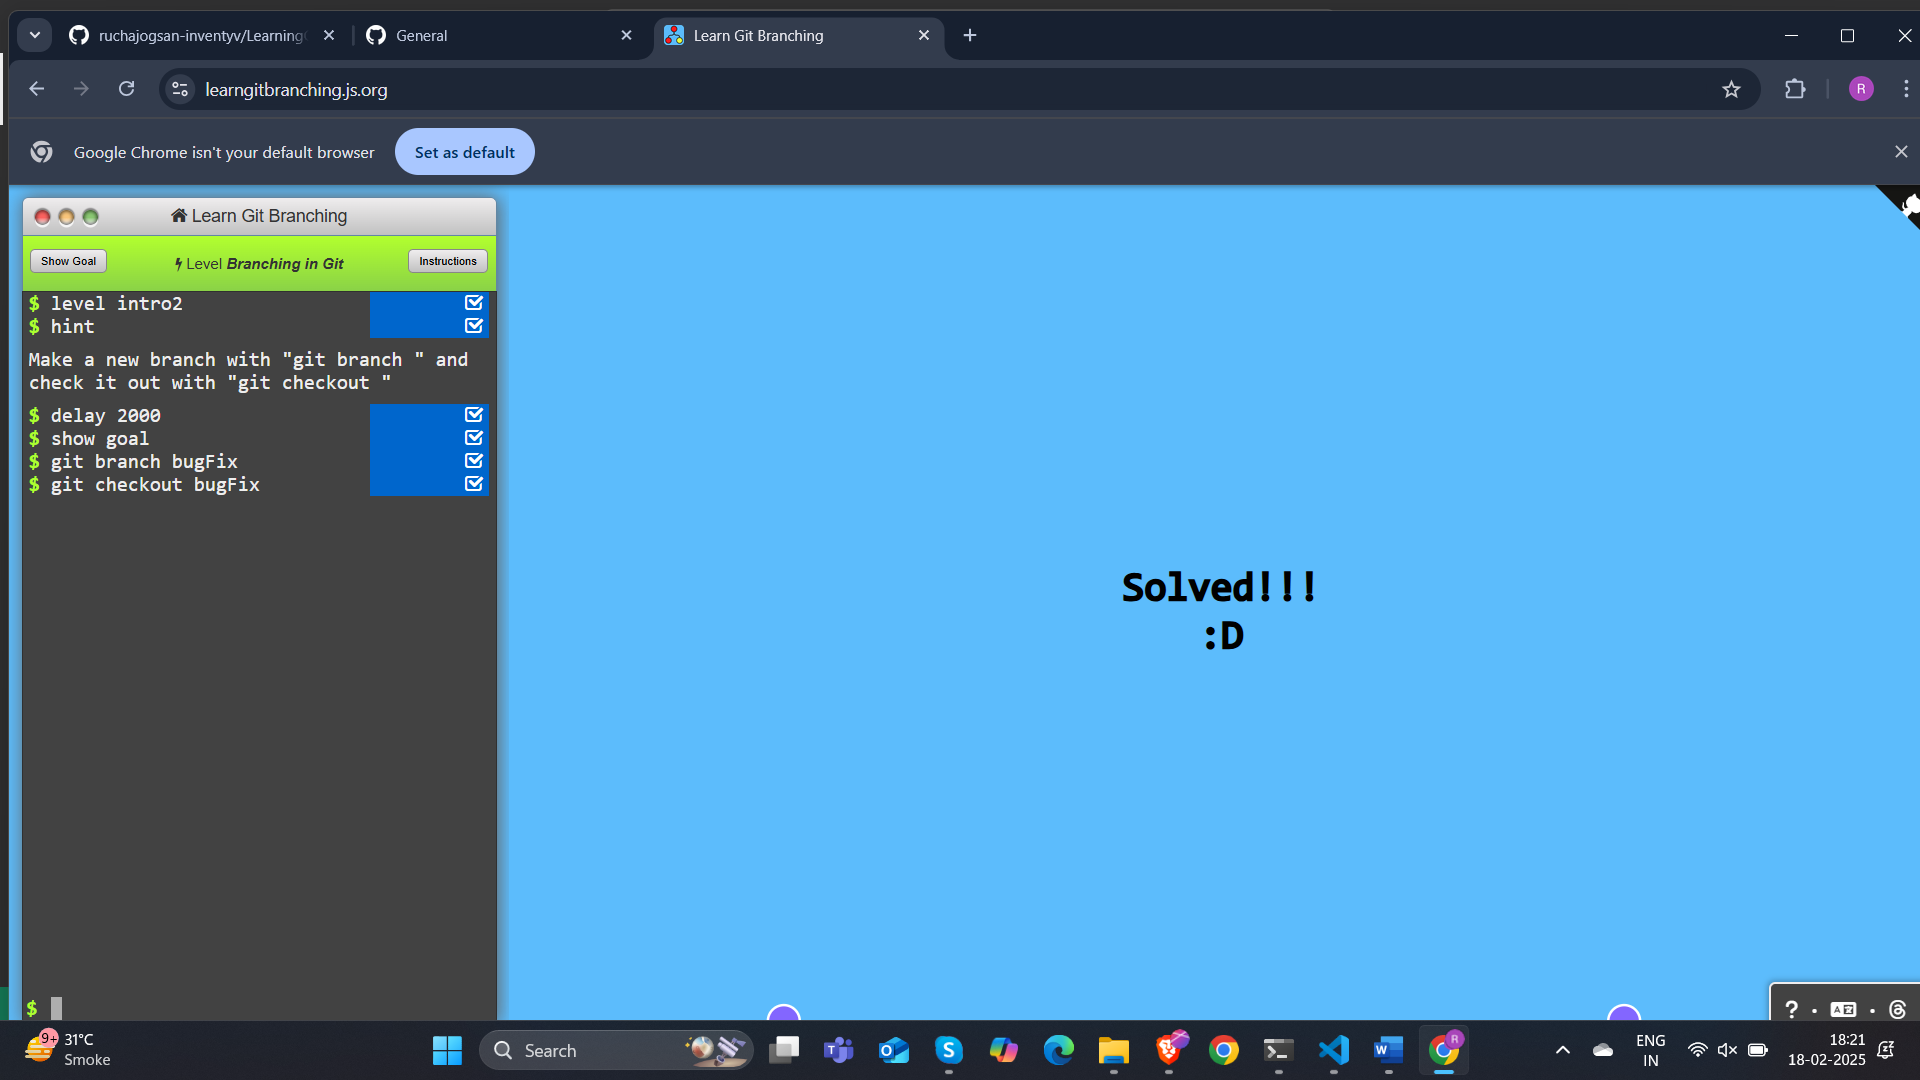 ruchajogsan-inventyv/Learning
General
Learn Git Branching
learngitbranching.js.org
R
Google Chrome isn't your default browser
Set as default
Learn Git Branching
Show Goal
Level Branching in Git
Instructions
$ level intro2
$ hint
Make a new branch with "git branch " and
check it out with "git checkout "
$ delay 2000
$ show goal
$ git branch bugFix
$ git checkout bugFix
Solved!!!
:D
$
?
9+
31°C
Smoke
Search
ENG
IN
18:21
18-02-2025